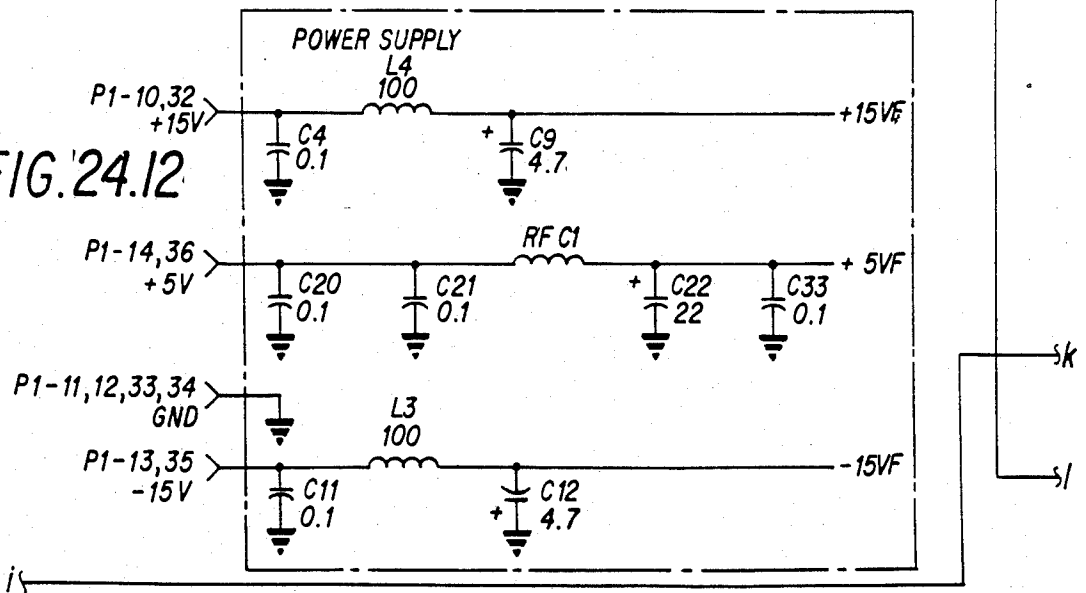 POWER SUPPLY
L4
100
P1-10,32
+15V
C4
0.1
+
C9
4.7
+15VF
FIG. 24.12
P1-14,36
+5V
RF C1
C20
0.1
C21
0.1
+
C22
22
C33
0.1
+ 5VF
k
P1-11,12,33,34
GND
L3
100
P1-13,35
-15V
C11
0.1
+
C12
4.7
-15VF
l
i